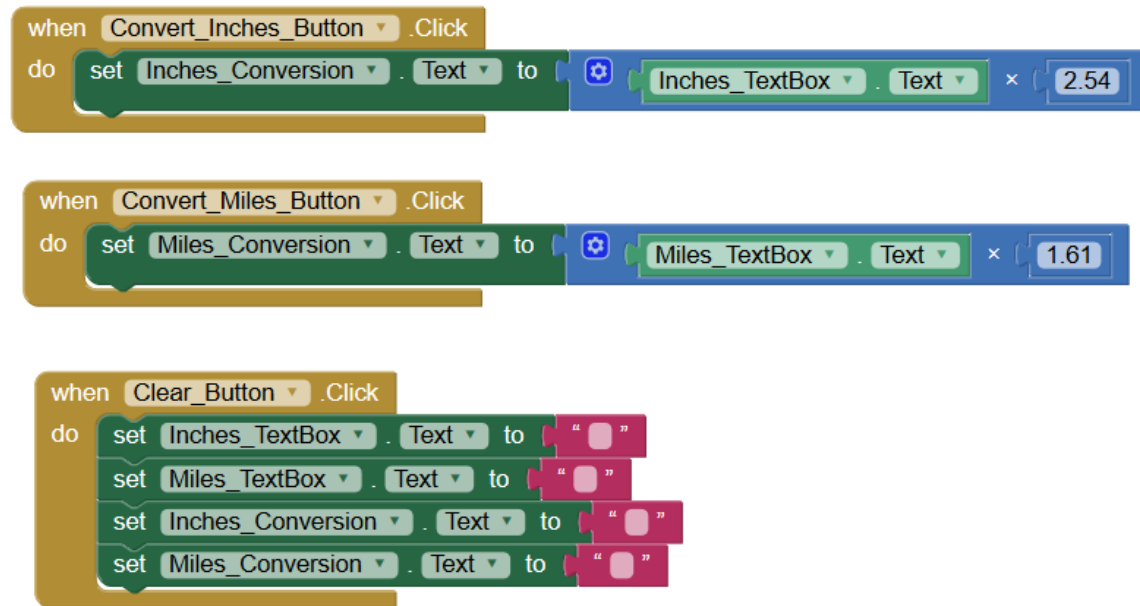 when Convert_Inches_Button .Click
do set Inches_Conversion . Text to Inches_TextBox . Text × 2.54
when Convert_Miles_Button .Click
do set Miles_Conversion . Text to Miles_TextBox . Text × 1.61
when Clear_Button .Click
do set Inches_TextBox . Text to “ ”
set Miles_TextBox . Text to “ ”
set Inches_Conversion . Text to “ ”
set Miles_Conversion . Text to “ ”